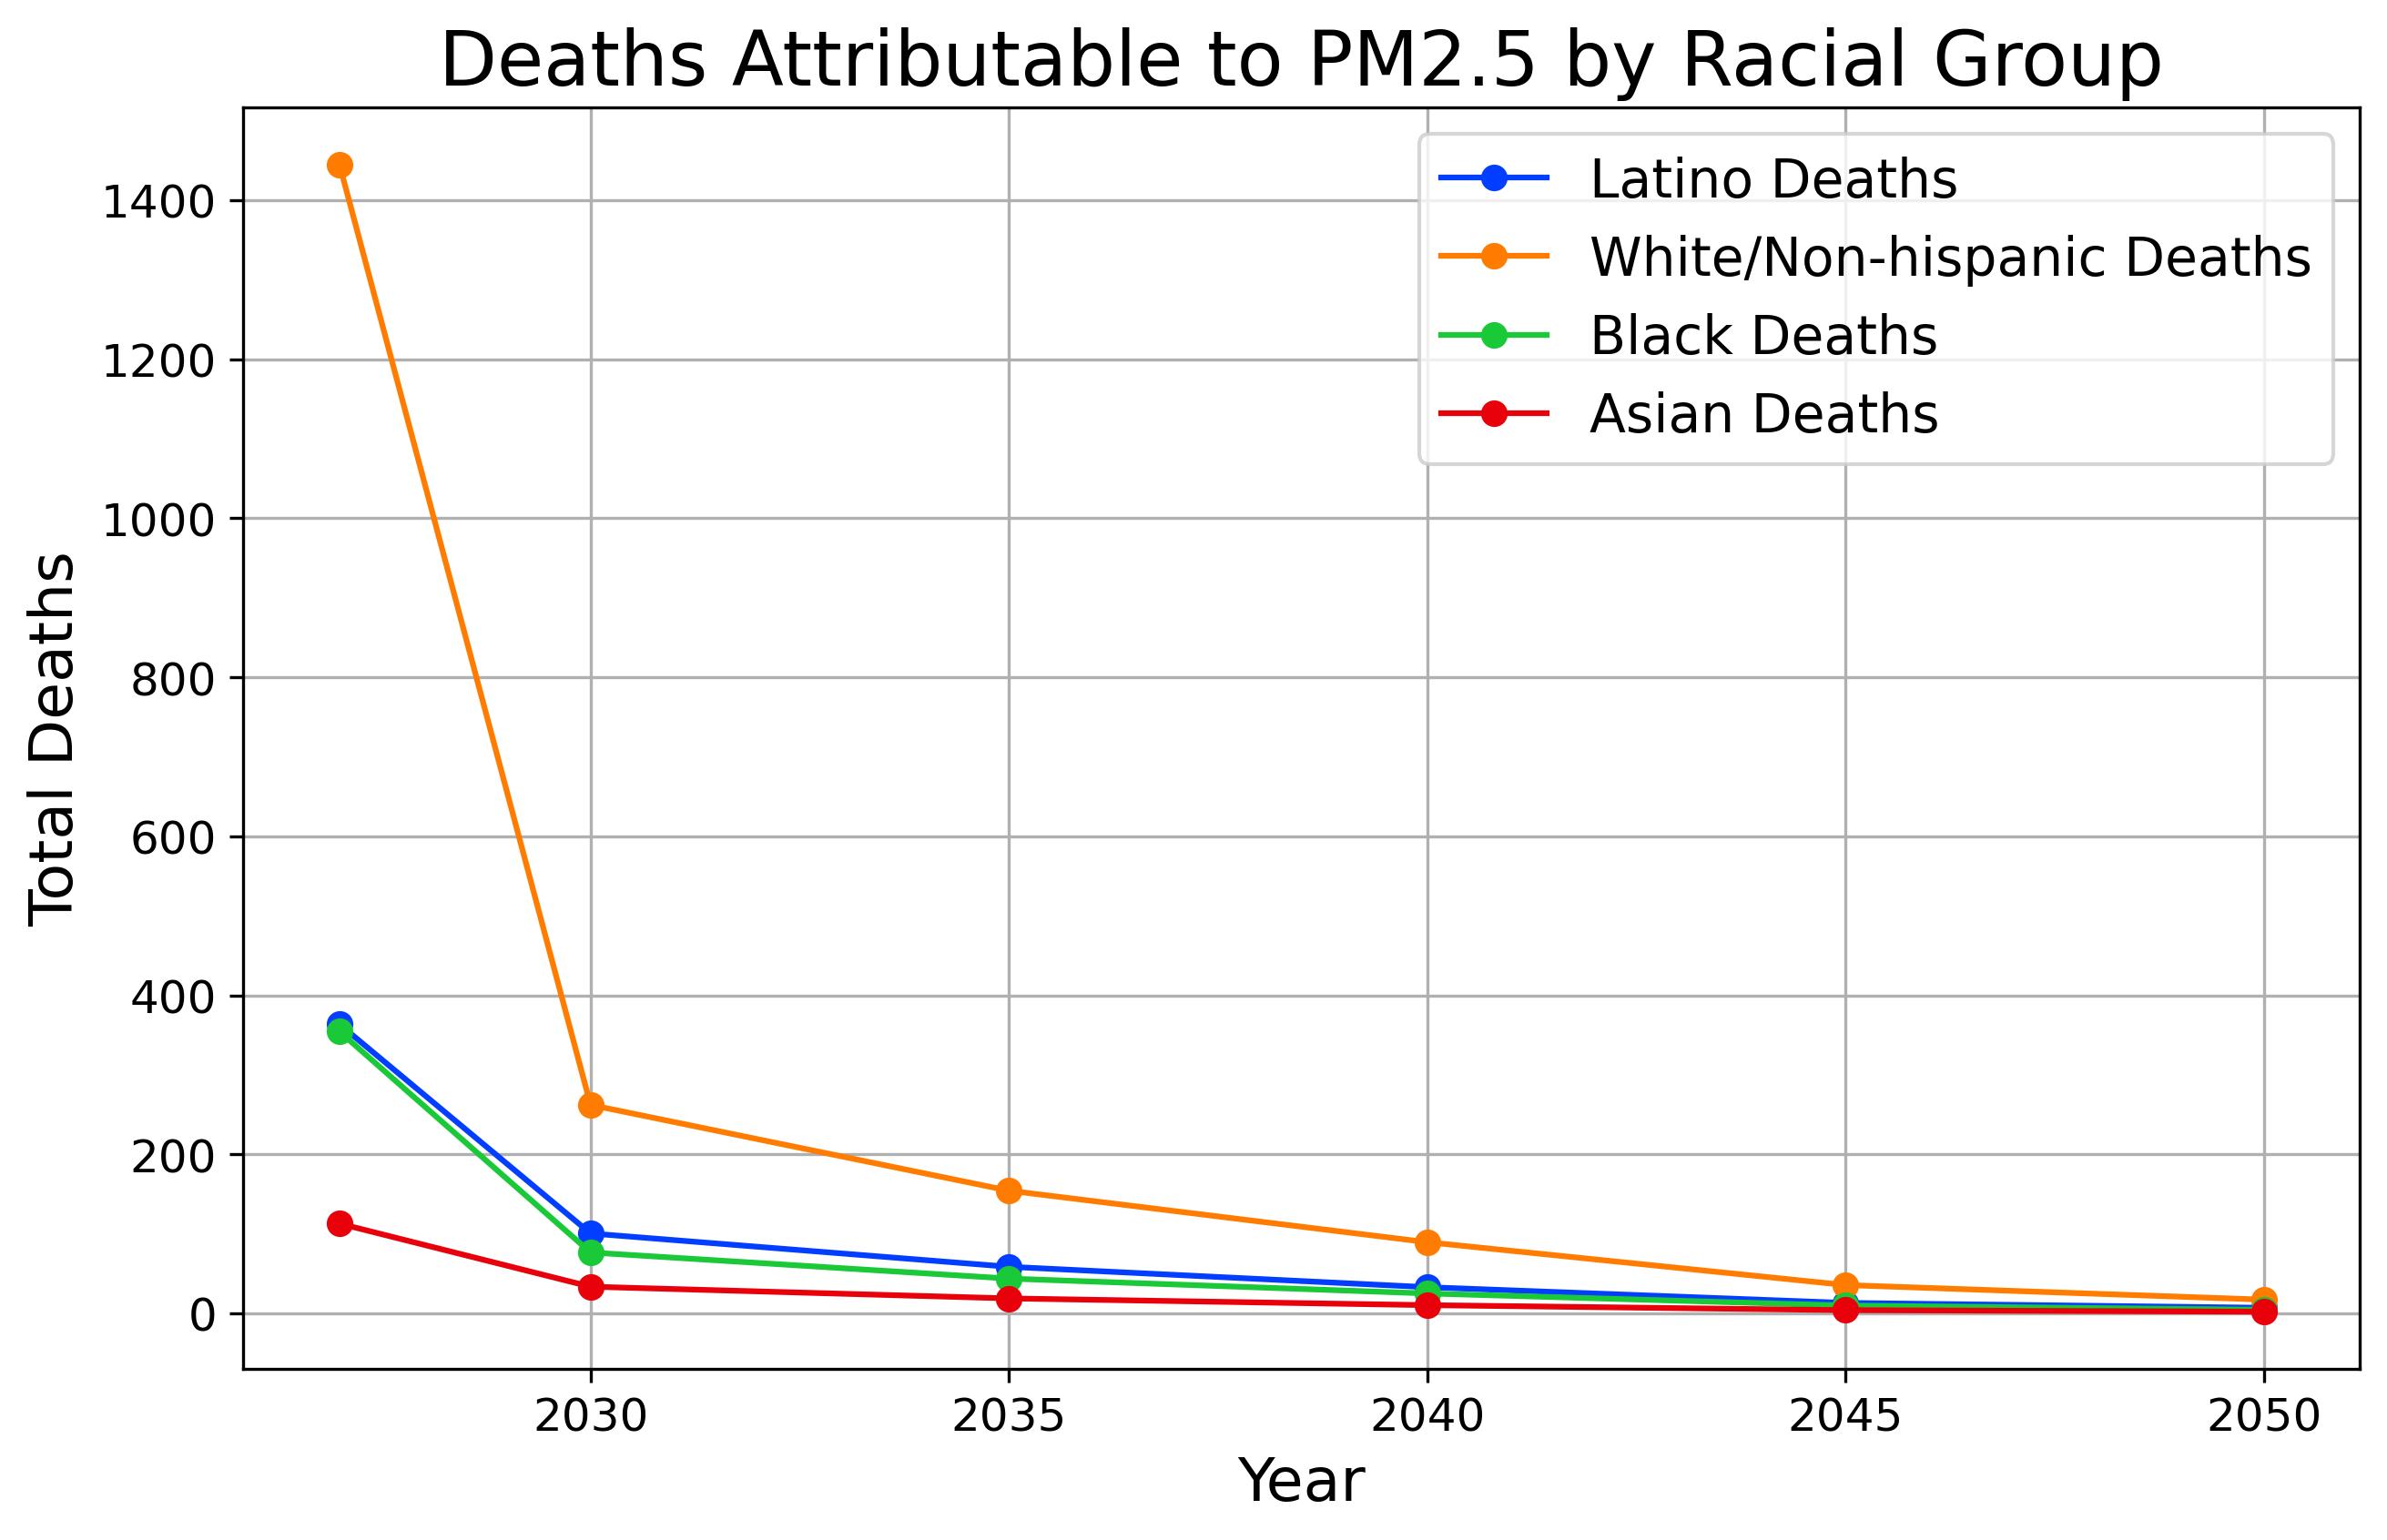 Deaths Attributable to PM2.5 by Racial Group
Latino Deaths
White/Non-hispanic Deaths
Black Deaths
Asian Deaths
Total Deaths
1400
1200
1000
800
600
400
200
0
2030 2035 2040 2045 2050
Year